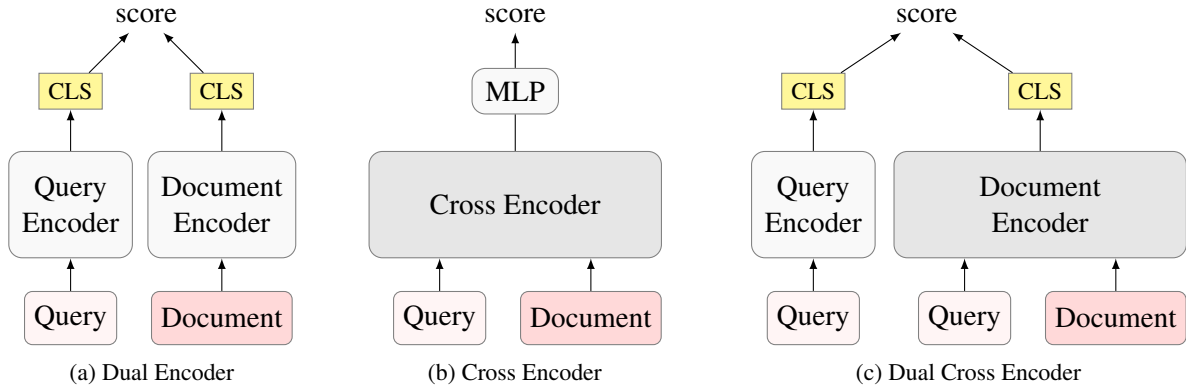 score
CLS
CLS
Query
Encoder
Document
Encoder
Query
Document
(a) Dual Encoder
score
MLP
Cross Encoder
Query
Document
(b) Cross Encoder
score
CLS
CLS
Query
Encoder
Document
Encoder
Query
Query
Document
(c) Dual Cross Encoder